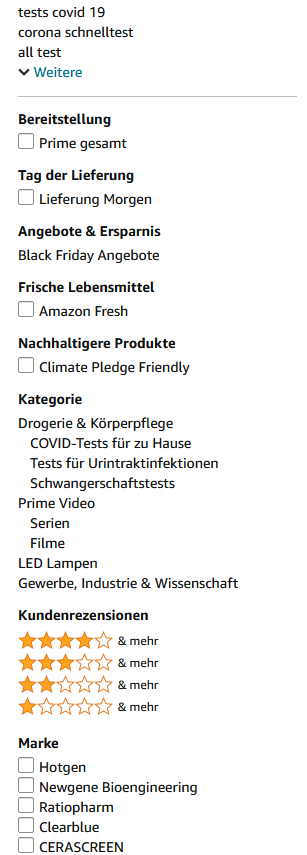 tests covid 19
corona schnelltest
all test
Weitere
Bereitstellung
Prime gesamt
Tag der Lieferung
Lieferung Morgen
Angebote & Ersparnis
Black Friday Angebote
Frische Lebensmittel
Amazon Fresh
Nachhaltigere Produkte
Climate Pledge Friendly
Kategorie
Drogerie & Körperpflege
COVID-Tests für zu Hause
Tests für Urintraktinfektionen
Schwangerschaftstests
Prime Video
Serien
Filme
LED Lampen
Gewerbe, Industrie & Wissenschaft
Kundenrezensionen
& mehr
& mehr
& mehr
& mehr
Marke
Hotgen
Newgene Bioengineering
Ratiopharm
Clearblue
CERASCREEN